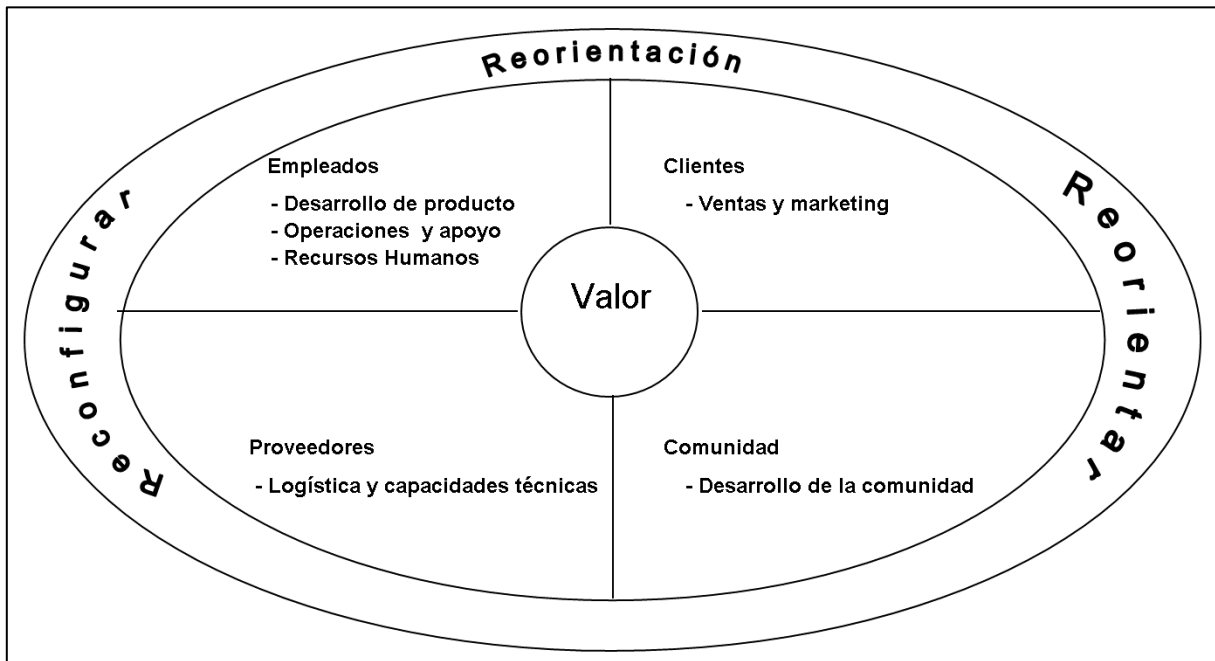 Reorientación
Reconfigurar
Reorientar
Empleados
- Desarrollo de producto
- Operaciones y apoyo
- Recursos Humanos
Clientes
- Ventas y marketing
Valor
Proveedores
- Logística y capacidades técnicas
Comunidad
- Desarrollo de la comunidad